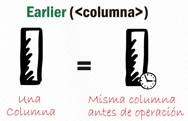 Earlier (<columna>)
=
Una Columna
Misma columna
antes de operación